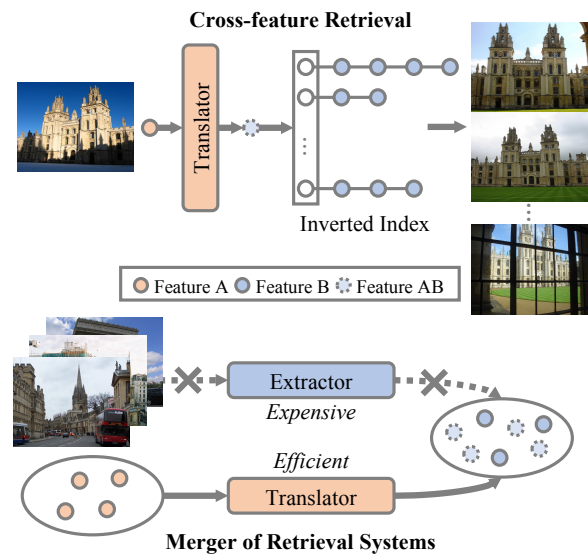 Cross-feature Retrieval
Translator
Inverted Index
Feature A
Feature B
Feature AB
Extractor
Expensive
Efficient
Translator
Merger of Retrieval Systems